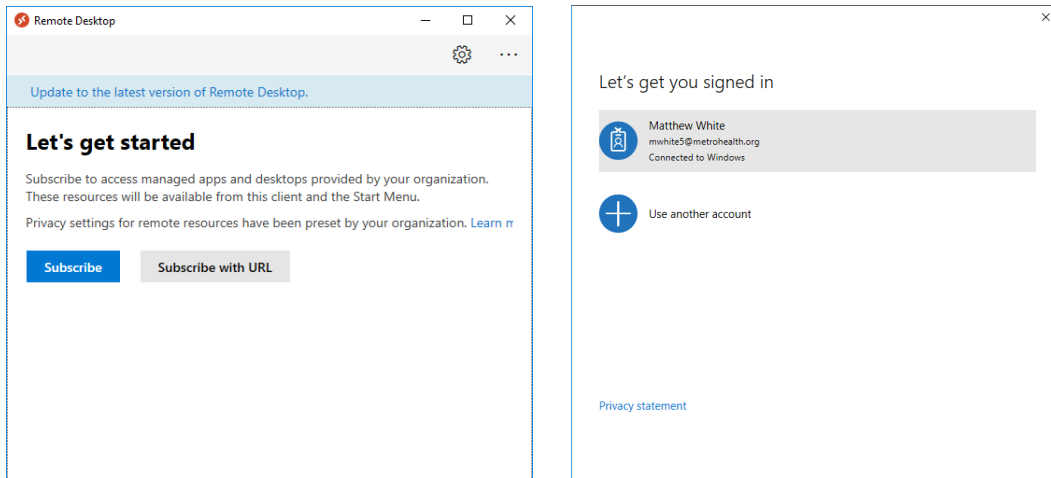 Remote Desktop
Update to the latest version of Remote Desktop.
Let's get started
Subscribe to access managed apps and desktops provided by your organization.
These resources will be available from this client and the Start Menu.
Privacy settings for remote resources have been preset by your organization. Learn m
Subscribe
Subscribe with URL
Let's get you signed in
Matthew White
mwhite5@metrohealth.org
Connected to Windows
Use another account
Privacy statement